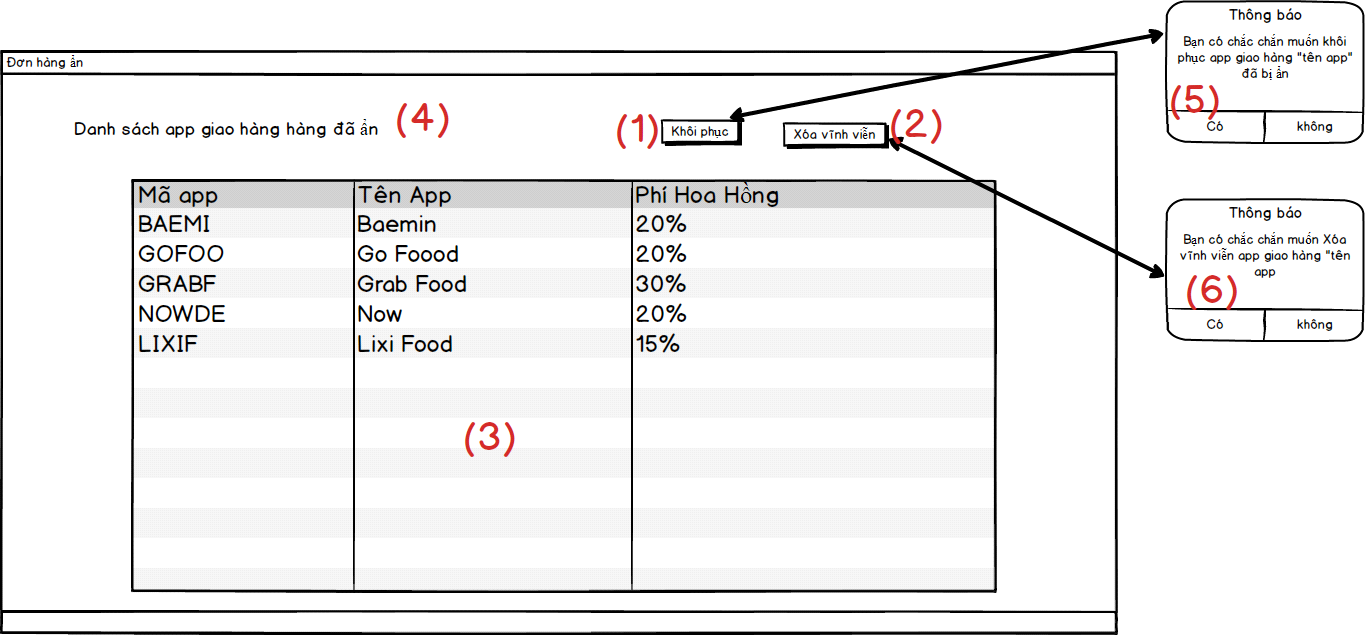 Đơn hàng ẩn
Danh sách app giao hàng hàng đã ẩn
(4)
(1)
Khôi phục
Xóa vĩnh viễn
(2)
Mã app Tên App Phí Hoa Hồng
BAEMI Baemin 20%
GOFOO Go Foood 20%
GRABF Grab Food 30%
NOWDE Now 20%
LIXIF Lixi Food 15%
(3)
Thông báo
Bạn có chắc chắn muốn khôi
phục app giao hàng "tên app"
đã bị ẩn
(5)
Có không
Thông báo
Bạn có chắc chắn muốn Xóa
vĩnh viễn app giao hàng "tên
app
(6)
Có không